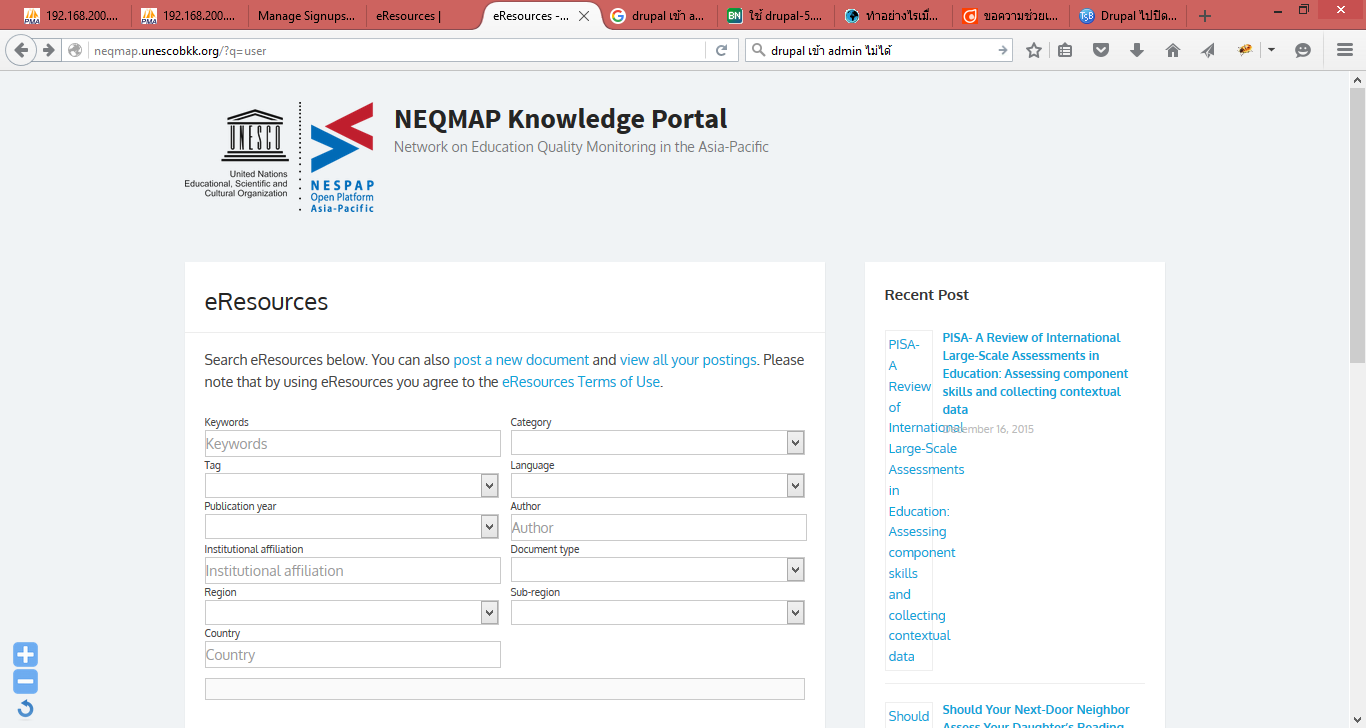 192.168.200....
192.168.200....
Manage Signups...
eResources |
eResources -...
drupal เข้า a...
ใช้ drupal-5....
ทำอย่างไรเมื่...
ขอความช่วยเ...
Drupal ไปปิด...
neqmap.unescobkk.org/?q=user
drupal เข้า admin ไม่ได้
UNESCO
United Nations
Educational, Scientific and
Cultural Organization
NESPAP
Open Platform
Asia-Pacific
NEQMAP Knowledge Portal
Network on Education Quality Monitoring in the Asia-Pacific
eResources
Search eResources below. You can also post a new document and view all your postings. Please
note that by using eResources you agree to the eResources Terms of Use.
Keywords
Category
Keywords
Tag
Language
Publication year
Author
Author
Institutional affiliation
Document type
Institutional affiliation
Region
Sub-region
Country
Country
Recent Post
PISA-
A
Review
of
International
Large-Scale
Assessments
in
Education:
Assessing
component
skills
and
collecting
contextual
data
PISA- A Review of International
Large-Scale Assessments in
Education: Assessing component
skills and collecting contextual
data
December 16, 2015
Should
Should Your Next-Door Neighbor
Assess Your Daughter's Reading